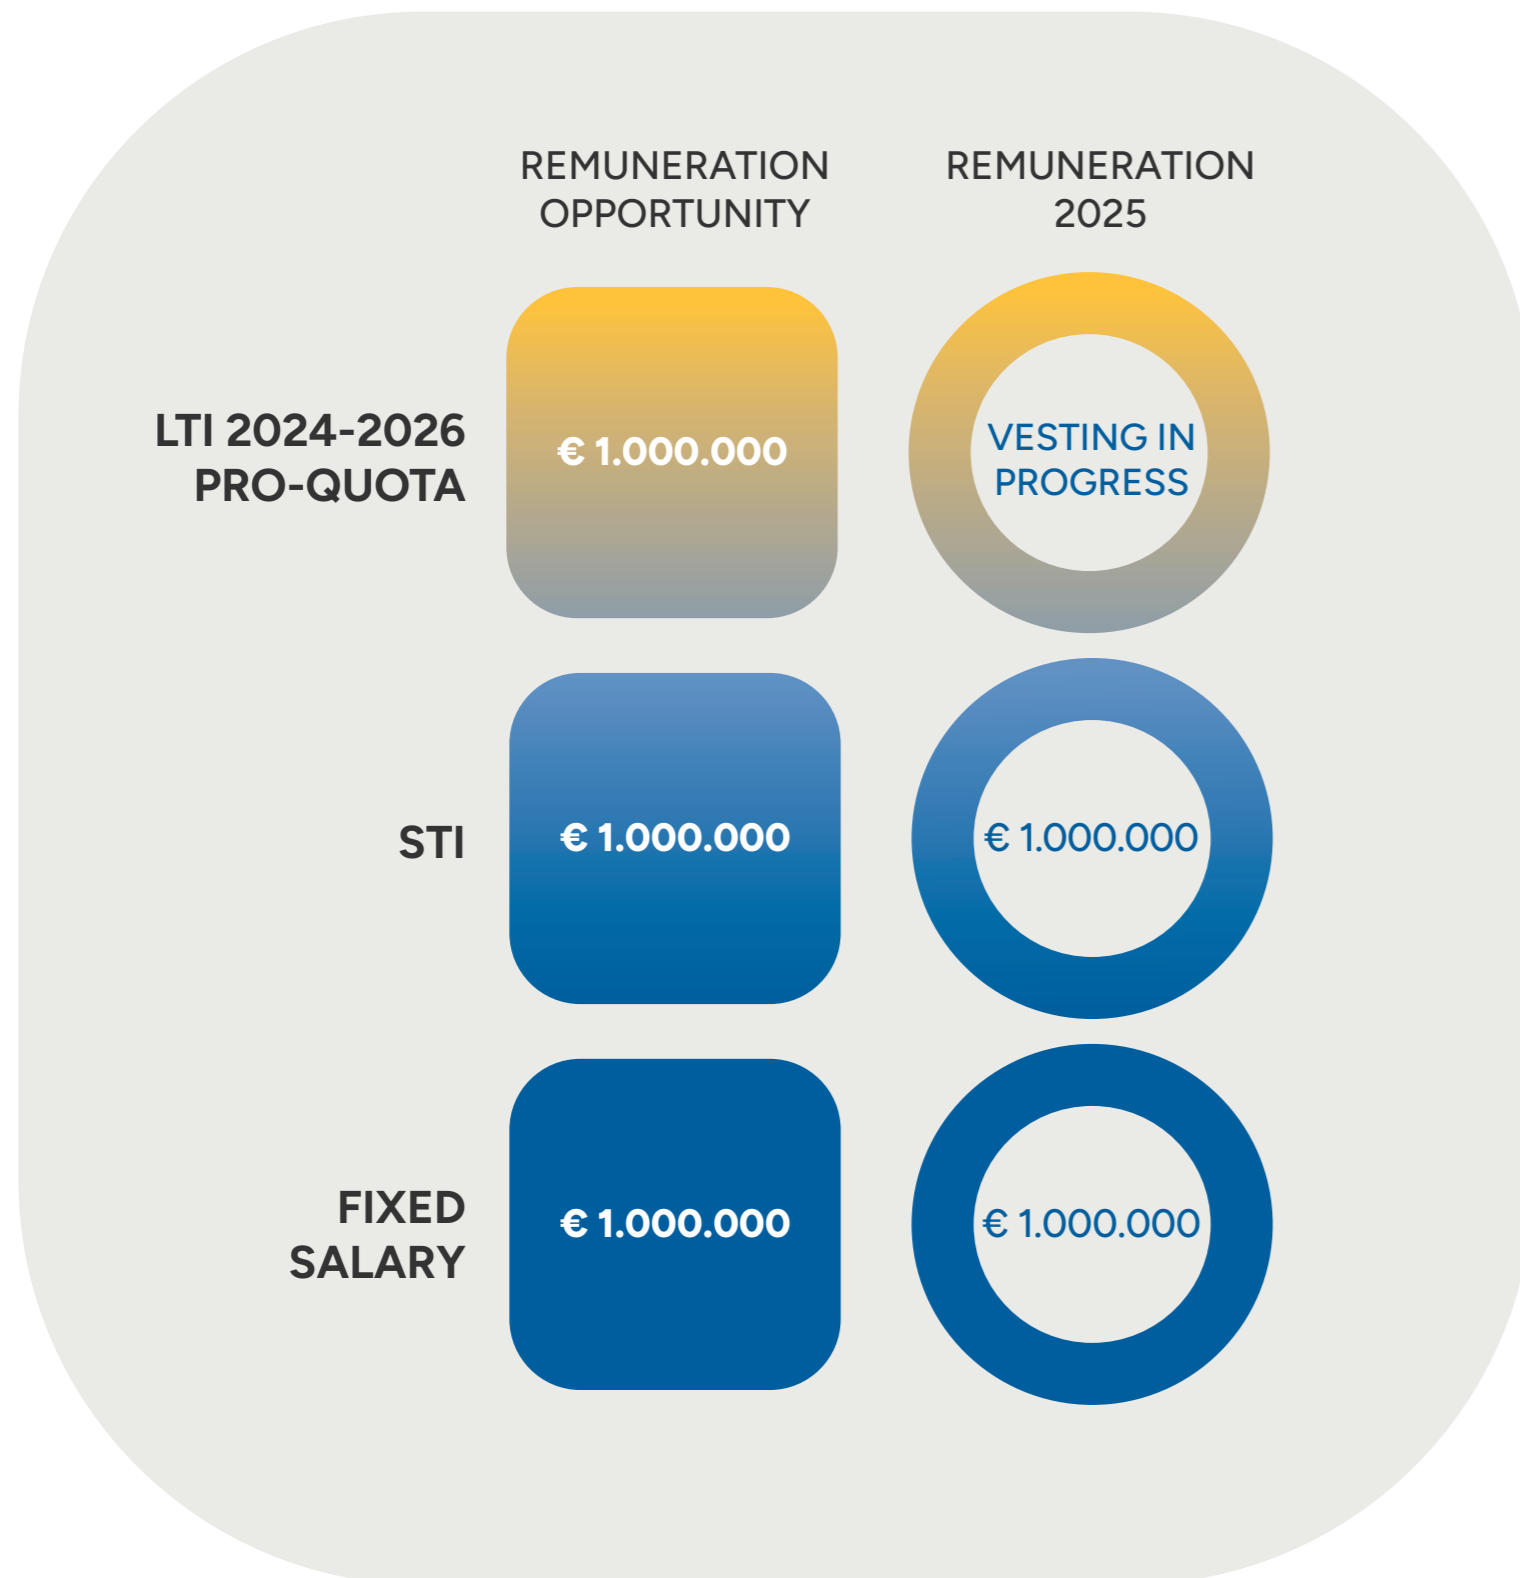 REMUNERATION
OPPORTUNITY
REMUNERATION
2025
LTI 2024-2026
PRO-QUOTA
€ 1.000.000
VESTING IN
PROGRESS
STI
€ 1.000.000
€ 1.000.000
FIXED
SALARY
€ 1.000.000
€ 1.000.000